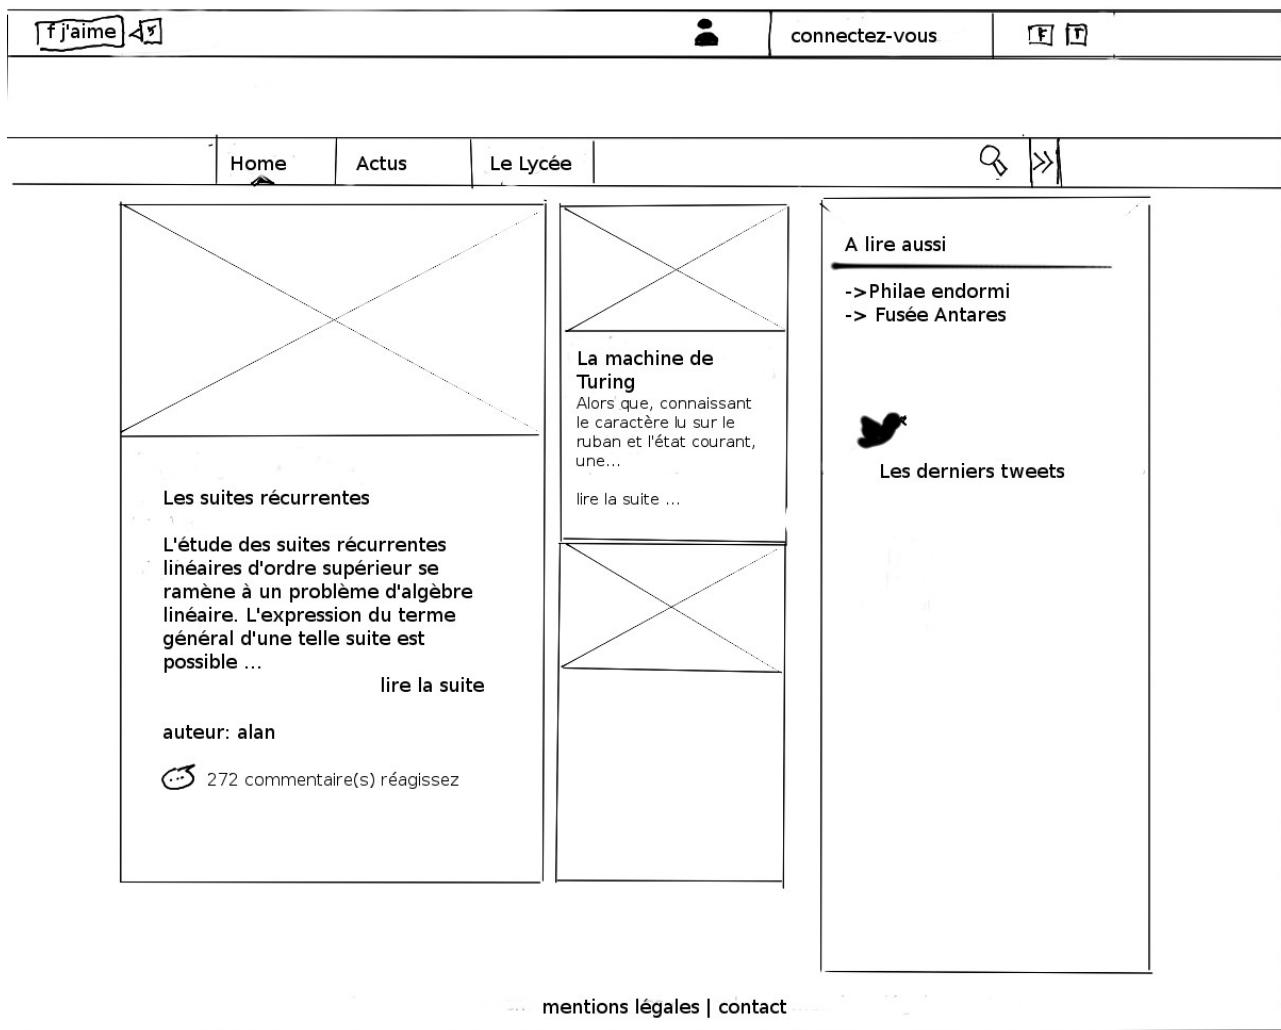 f j'aime 5
connectez-vous
F T
Home
Actus
Le Lycée
Les suites récurrentes
L'étude des suites récurrentes
linéaires d'ordre supérieur se
ramène à un problème d'algèbre
linéaire. L'expression du terme
général d'une telle suite est
possible ...
lire la suite
auteur: alan
272 commentaire(s) réagissez
La machine de
Turing
Alors que, connaissant
le caractère lu sur le
ruban et l'état courant,
une...
lire la suite ...
A lire aussi
->Philae endormi
-> Fusée Antares
Les derniers tweets
mentions légales | contact